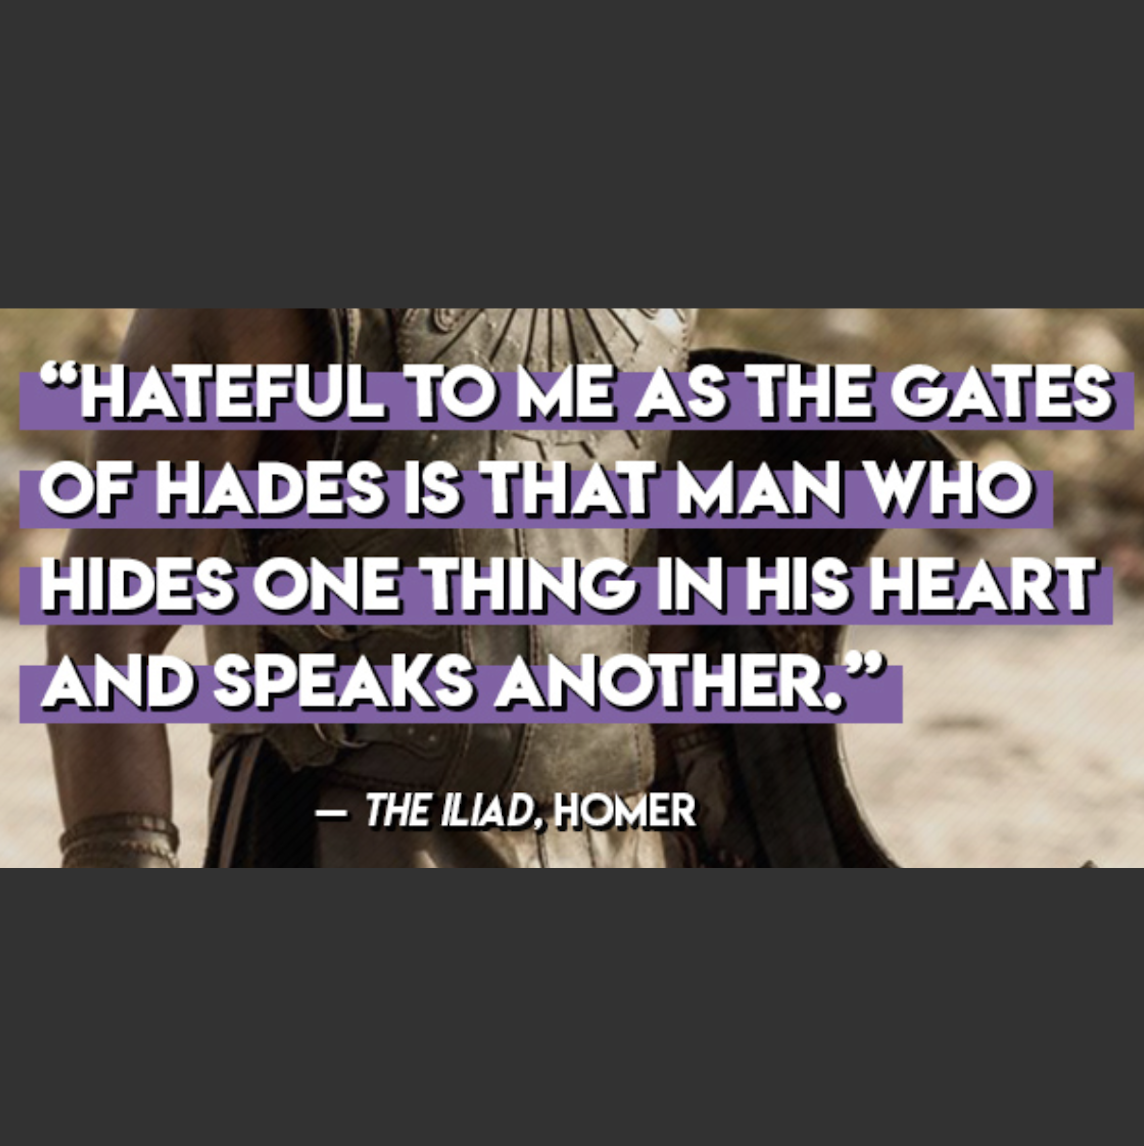 “HATEFUL TO ME AS THE GATES
OF HADES IS THAT MAN WHO
HIDES ONE THING IN HIS HEART
AND SPEAKS ANOTHER.”
— THE ILIAD, HOMER